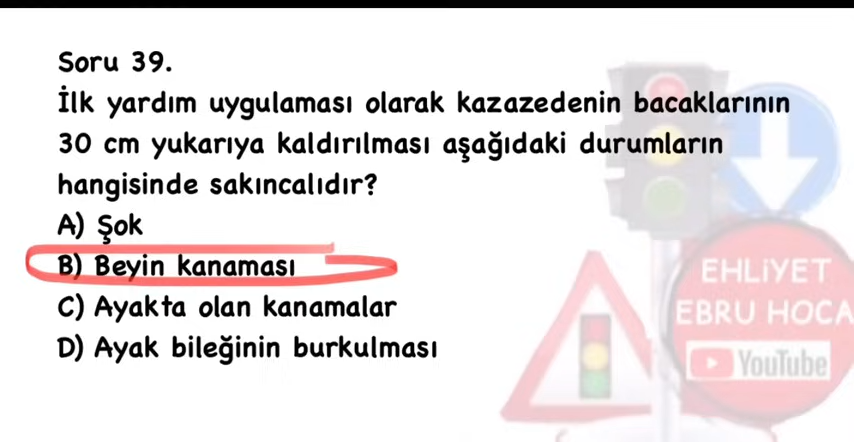 Soru 39.
İlk yardım uygulaması olarak kazazedenin bacaklarının
30 cm yukarıya kaldırılması aşağıdaki durumların
hangisinde sakıncalıdır?
A) Şok
B) Beyin kanaması
C) Ayakta olan kanamalar
D) Ayak bileğinin burkulması
EHLİYET
EBRU HOCA
YouTube